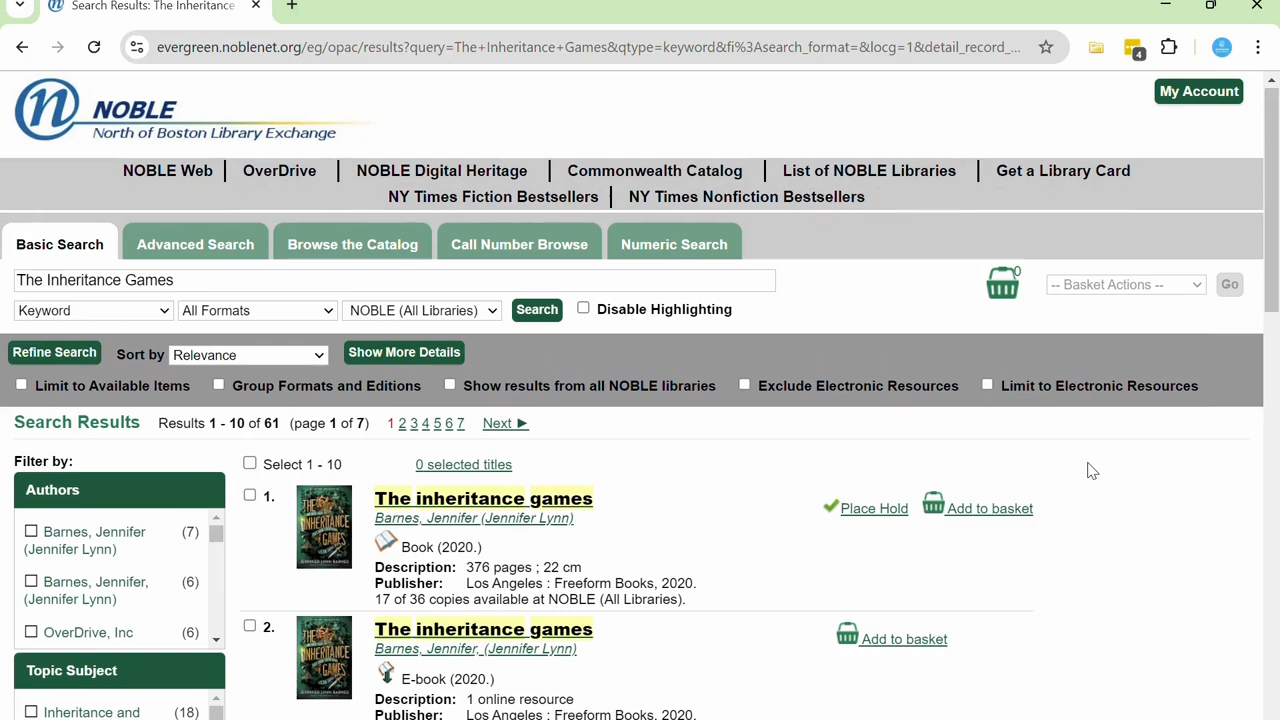 Search Results: The Inheritance
evergreen.noblenet.org/eg/opac/results?query=The+Inheritance+Games&qtype=keyword&fi%3Asearch_format=&locg=1&detail_record_...
4
NOBLE
North of Boston Library Exchange
My Account
NOBLE Web OverDrive NOBLE Digital Heritage Commonwealth Catalog List of NOBLE Libraries Get a Library Card
NY Times Fiction Bestsellers NY Times Nonfiction Bestsellers
Basic Search Advanced Search Browse the Catalog Call Number Browse Numeric Search
The Inheritance Games
0
-- Basket Actions -- Go
Keyword All Formats NOBLE (All Libraries) Search Disable Highlighting
Refine Search Sort by Relevance Show More Details
Limit to Available Items Group Formats and Editions Show results from all NOBLE libraries Exclude Electronic Resources Limit to Electronic Resources
Search Results Results 1 - 10 of 61 (page 1 of 7) 1 2 3 4 5 6 7 Next ►
Filter by:
Authors
Barnes, Jennifer (7)
(Jennifer Lynn)
Barnes, Jennifer, (6)
(Jennifer Lynn)
OverDrive, Inc (6)
Topic Subject
Inheritance and (18)
Select 1 - 10 0 selected titles
1. The inheritance games
Barnes, Jennifer (Jennifer Lynn)
Place Hold Add to basket
Book (2020.)
Description: 376 pages ; 22 cm
Publisher: Los Angeles : Freeform Books, 2020.
17 of 36 copies available at NOBLE (All Libraries).
2. The inheritance games
Barnes, Jennifer, (Jennifer Lynn)
Add to basket
E-book (2020.)
Description: 1 online resource
Publisher: Los Angeles : Freeform Books, 2020.